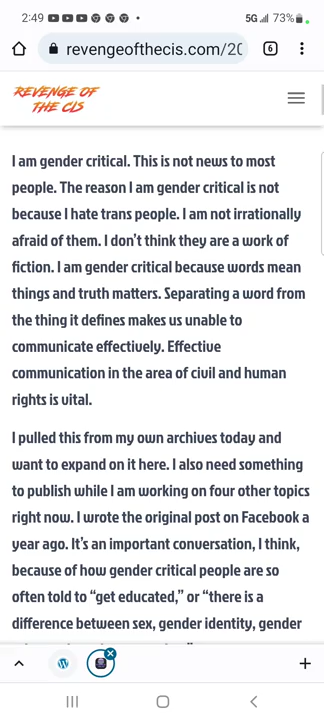 2:49
5G 73%
revengeofthecis.com/20
6
REVENGE OF
THE CIS
I am gender critical. This is not news to most
people. The reason I am gender critical is not
because I hate trans people. I am not irrationally
afraid of them. I don't think they are a work of
fiction. I am gender critical because words mean
things and truth matters. Separating a word from
the thing it defines makes us unable to
communicate effectively. Effective
communication in the area of civil and human
rights is vital.
I pulled this from my own archives today and
want to expand on it here. I also need something
to publish while I am working on four other topics
right now. I wrote the original post on Facebook a
year ago. It's an important conversation, I think,
because of how gender critical people are so
often told to “get educated,” or “there is a
difference between sex, gender identity, gender